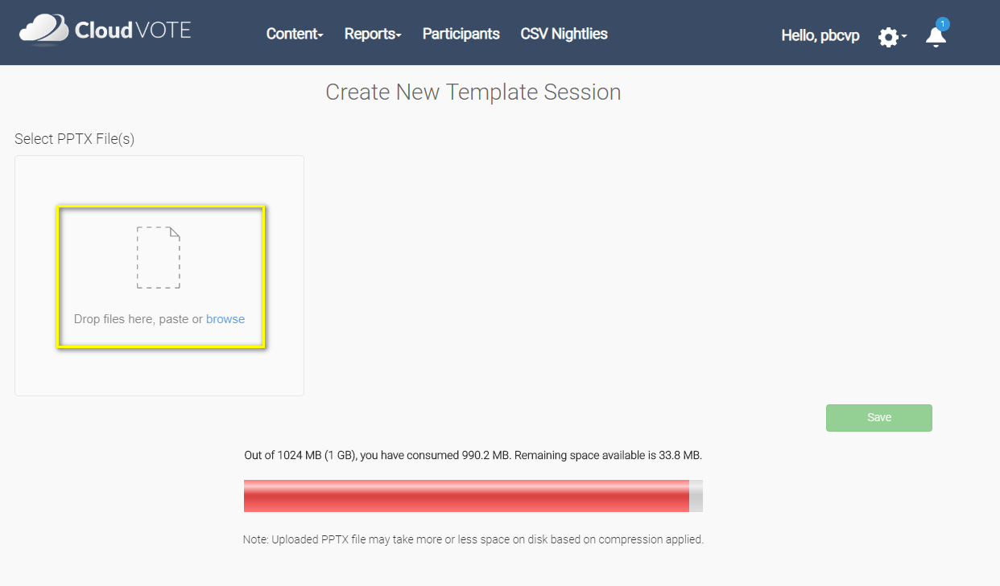 CloudVOTE
Content
Reports
Participants
CSV Nightlies
Hello, pbcvp
1
Create New Template Session
Select PPTX File(s)
Drop files here, paste or browse
Save
Out of 1024 MB (1 GB), you have consumed 990.2 MB. Remaining space available is 33.8 MB.
Note: Uploaded PPTX file may take more or less space on disk based on compression applied.